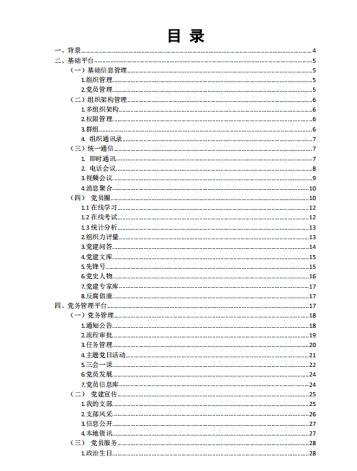 目 录
一、背景 4
二、基础平台 5
（一）基础信息管理 5
1.组织管理 5
2.党员管理 5
（二）组织架构管理 6
1.多组织架构 6
2.权限管理 6
3.群组 6
4. 组织通讯录 7
（三）统一通信 7
1. 即时通讯 7
2. 电话会议 8
3.视频会议 9
4.消息聚合 10
（四） 党员圈 10
1.1 在线学习 12
1.2 在线考试 12
1.3 统计分析 13
2.组织力评量 13
3.党建问答 14
4.党建文库 15
5.先锋号 15
6.党史人物 16
7.党建专家库 17
8.反腐倡廉 17
四、党务管理平台 17
（一）党务管理 18
1.通知公告 18
2.流程审批 19
3.任务管理 20
4.主题党日活动 21
5.三会一课 22
6.党员发展 24
7.党员信息库 24
（二） 党建宣传 25
1.我的支部 25
2.支部风采 26
3.信息公开 27
4.本地资讯 27
（三） 党员服务 28
1.政治生日 28